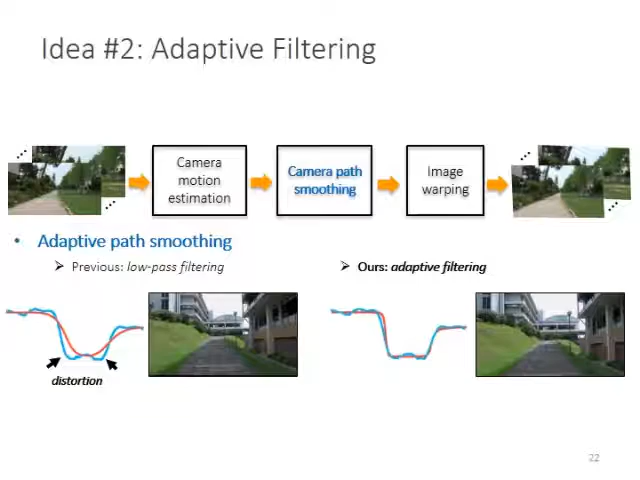 Idea #2: Adaptive Filtering
Camera
motion
estimation
Camera path
smoothing
Image
warping
• Adaptive path smoothing
➢ Previous: low-pass filtering
➢ Ours: adaptive filtering
distortion
22